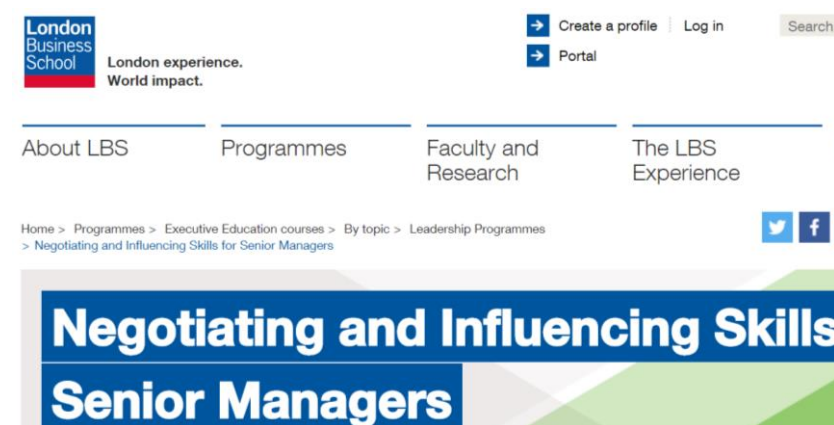 London
Business
School
London experience.
World impact.
Create a profile
Log in
Search
Portal
About LBS
Programmes
Faculty and
Research
The LBS
Experience
Home > Programmes > Executive Education courses > By topic > Leadership Programmes
> Negotiating and Influencing Skills for Senior Managers
Negotiating and Influencing Skills
Senior Managers